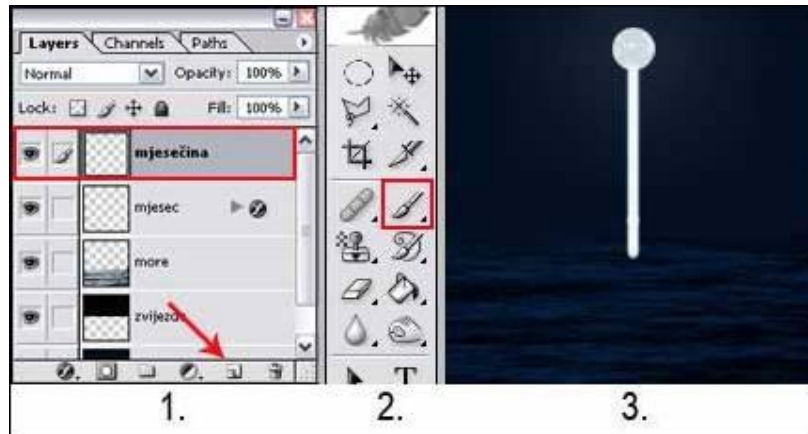 Layers Channels Paths
Normal Opacity: 100%
Lock: Fill: 100%
mjesečina
mjesec
more
zvijezde
T
1. 2. 3.